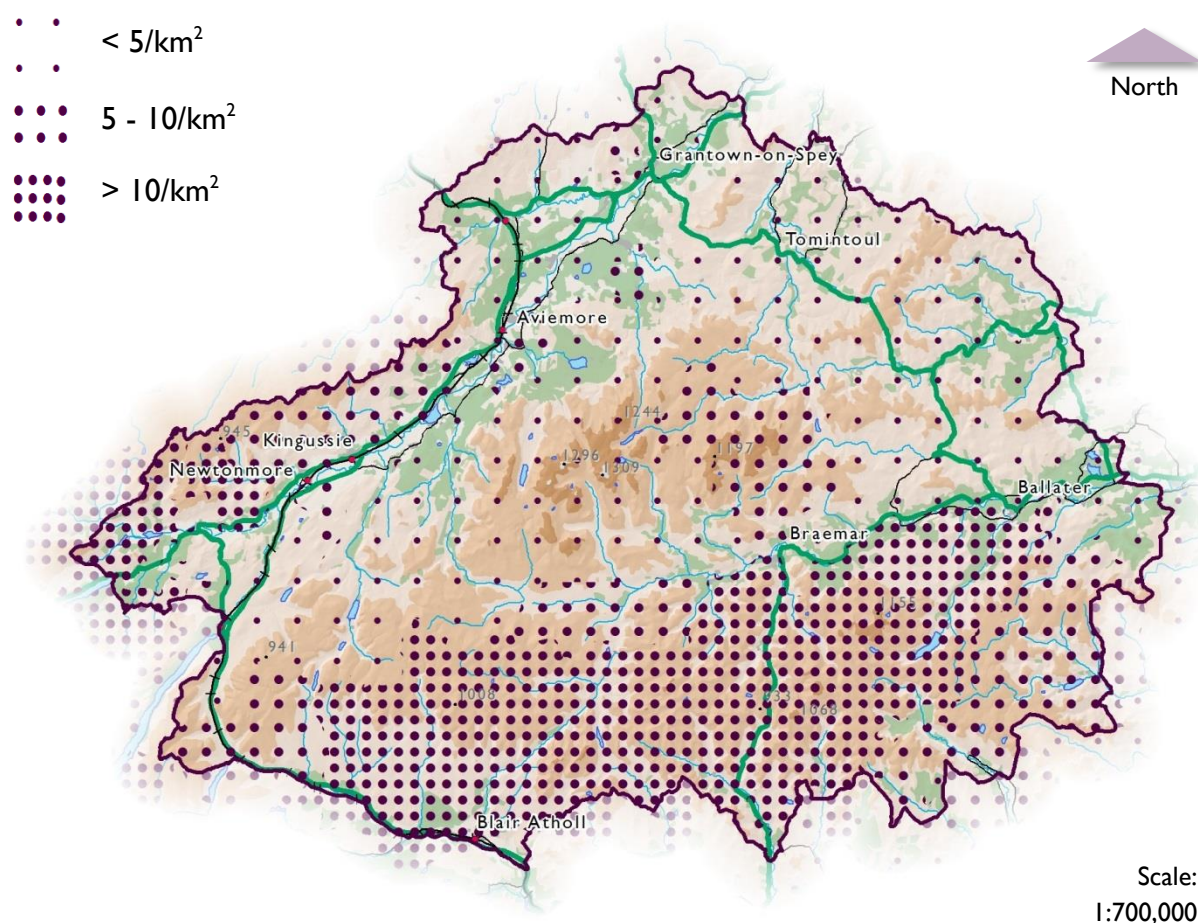 < 5/km²
5 - 10/km²
> 10/km²
North
Grantown-on-Spey
Tomintoul
Aviemore
1244
945
Kingussie
1296
1309
1197
Newtonmore
Ballater
Braemar
1155
941
1008
1068
Blair Atholl
Scale:
1:700,000